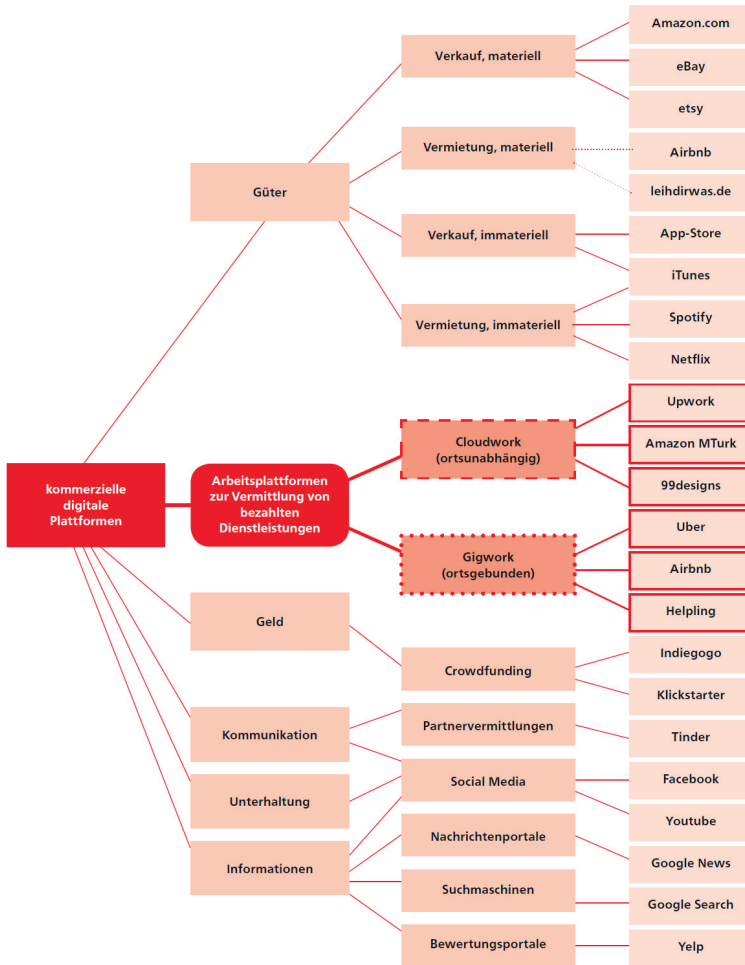 Amazon.com
Verkauf, materiell
eBay
etsy
Vermietung, materiell
Airbnb
Güter
leihdirwas.de
Verkauf, immateriell
App-Store
iTunes
Vermietung, immateriell
Spotify
Netflix
Upwork
Cloudwork
(ortsunabhängig)
Amazon MTurk
kommerzielle
digitale
Plattformen
Arbeitsplattformen
zur Vermittlung von
bezahlten
Dienstleistungen
99designs
Uber
Gigwork
(ortsgebunden)
Airbnb
Helpling
Geld
Indiegogo
Crowdfunding
Klickstarter
Kommunikation
Partnervermittlungen
Tinder
Unterhaltung
Social Media
Facebook
Youtube
Informationen
Nachrichtenportale
Google News
Suchmaschinen
Google Search
Bewertungsportale
Yelp